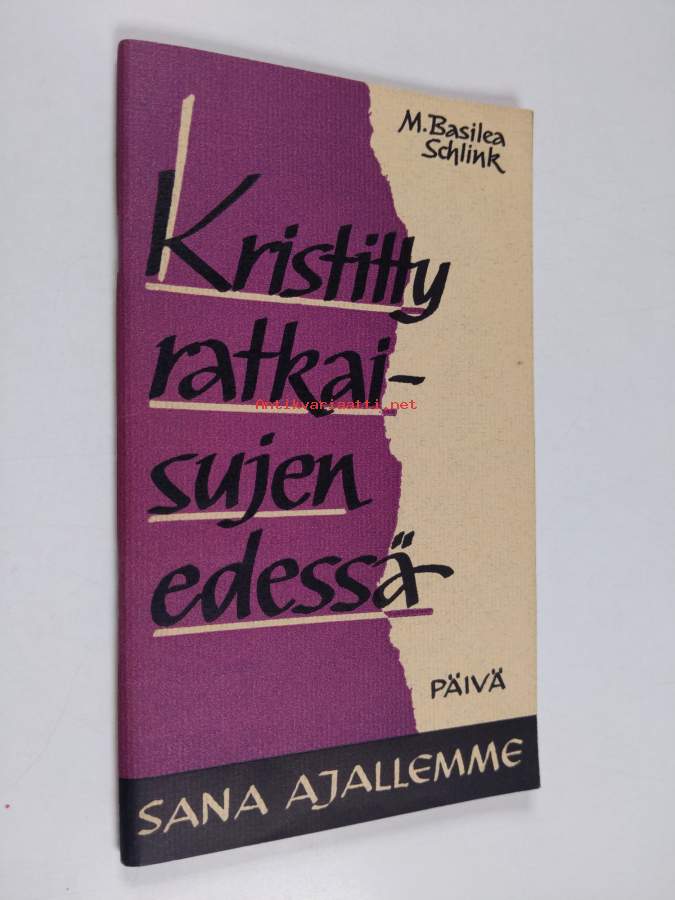 M. Basilea
Schlink
Kristitty
ratkai-
Antikvariaatti.net
sujen
edessä
PÄIVÄ
SANA AJALLEMME